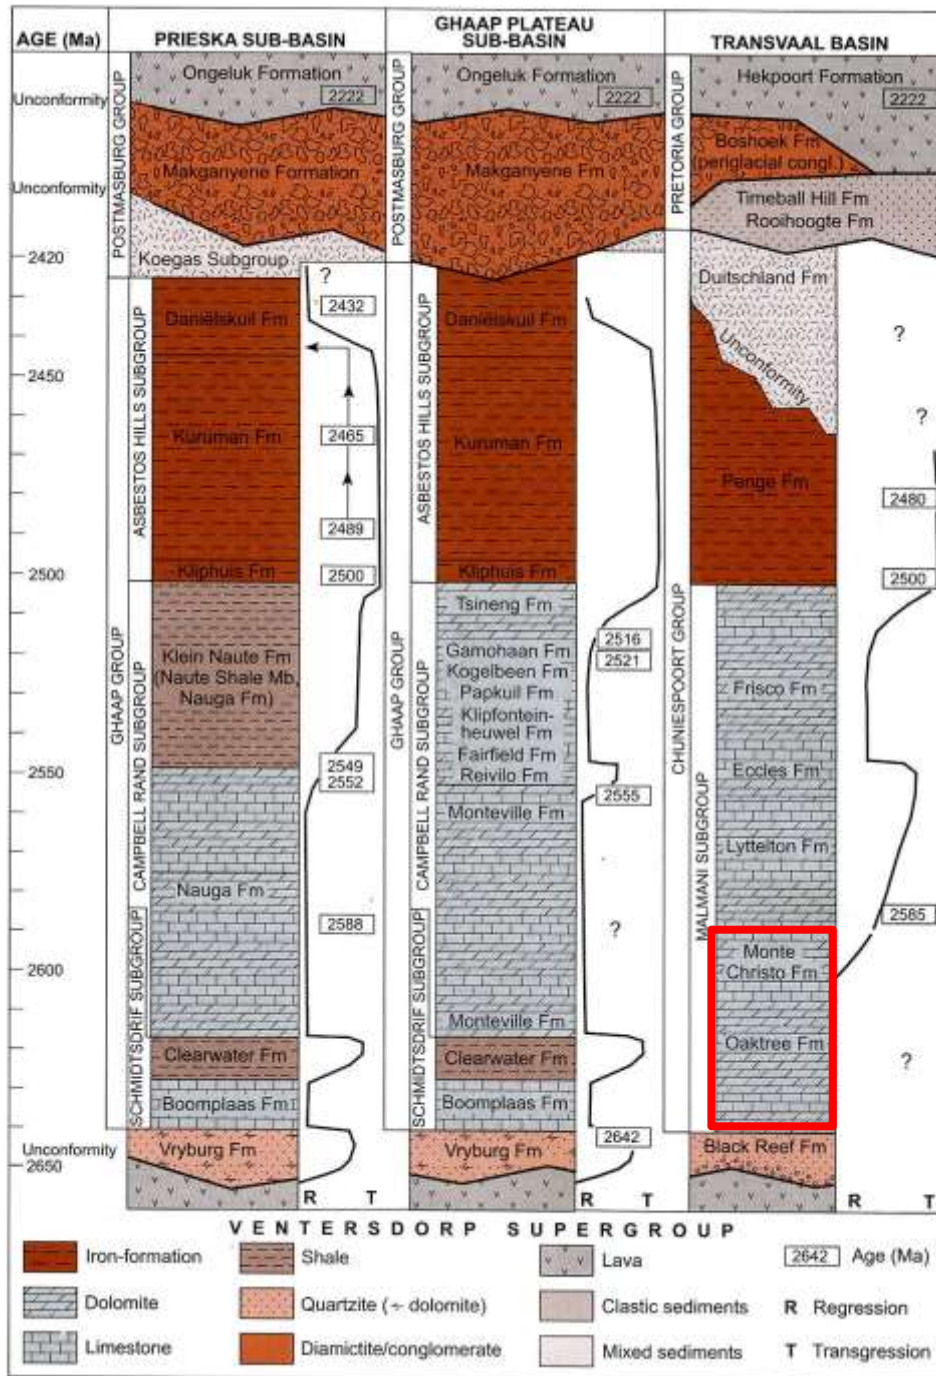 AGE (Ma)
PRIESKA SUB-BASIN
GHAAP PLATEAU
SUB-BASIN
TRANSVAAL BASIN
Unconformity
Unconformity
2420
2450
2500
2550
2600
Unconformity
2650
POSTMASBURG GROUP
GHAAP GROUP
ASBESTOS HILLS SUBGROUP
CAMPBELL RAND SUBGROUP
SCHMIDTSDRIF SUBGROUP
Ongeluk Formation
2222
Makganyene Formation
Koegas Subgroup
?
2432
Daniëlskuil Fm
Kuruman Fm
2465
2489
Kliphuis Fm
2500
Klein Naute Fm
(Naute Shale Mb,
Nauga Fm)
2549
2552
Nauga Fm
2588
Clearwater Fm
Boomplaas Fm
Vryburg Fm
R T
POSTMASBURG GROUP
GHAAP GROUP
ASBESTOS HILLS SUBGROUP
CAMPBELL RAND SUBGROUP
SCHMIDTSDRIF SUBGROUP
Ongeluk Formation
2222
Makganyene Fm
Daniëlskuil Fm
Kuruman Fm
Kliphuis Fm
Tsineng Fm
2516
Gamohaan Fm
2521
Kogelbeen Fm
Papkuil Fm
Klipfontein-
heuwel Fm
Fairfield Fm
Reivilo Fm
2555
Monteville Fm
?
Monteville Fm
Clearwater Fm
Boomplaas Fm
2642
Vryburg Fm
R T
PRETORIA GROUP
CHUNIESPOORT GROUP
MALMANI SUBGROUP
Hekpoort Formation
2222
Boshoek Fm
(periglacial congl.)
Timeball Hill Fm
Rooihoogte Fm
Duitschland Fm
?
Unconformity
?
Penge Fm
2480
2500
Frisco Fm
Eccles Fm
Lyttelton Fm
2585
Monte
Christo Fm
Oaktree Fm
?
Black Reef Fm
R T
VENTERSDORP SUPERGROUP
Iron-formation
Shale
Lava
2642 Age (Ma)
Dolomite
Quartzite (÷ dolomite)
Clastic sediments
R Regression
Limestone
Diamictite/conglomerate
Mixed sediments
T Transgression